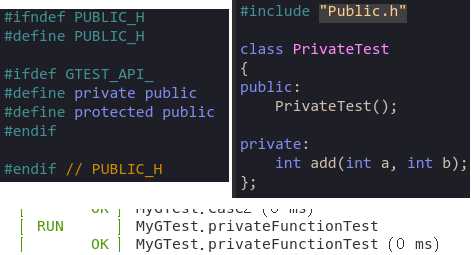 #ifndef PUBLIC_H
#define PUBLIC_H
#ifdef GTEST_API_
#define private public
#define protected public
#endif
#endif // PUBLIC_H
#include "Public.h"
class PrivateTest
{
public:
PrivateTest();
private:
int add(int a, int b);
};
[ OK ] MyGTest.case2 (0 ms)
[ RUN ] MyGTest.privateFunctionTest
[ OK ] MyGTest.privateFunctionTest (0 ms)